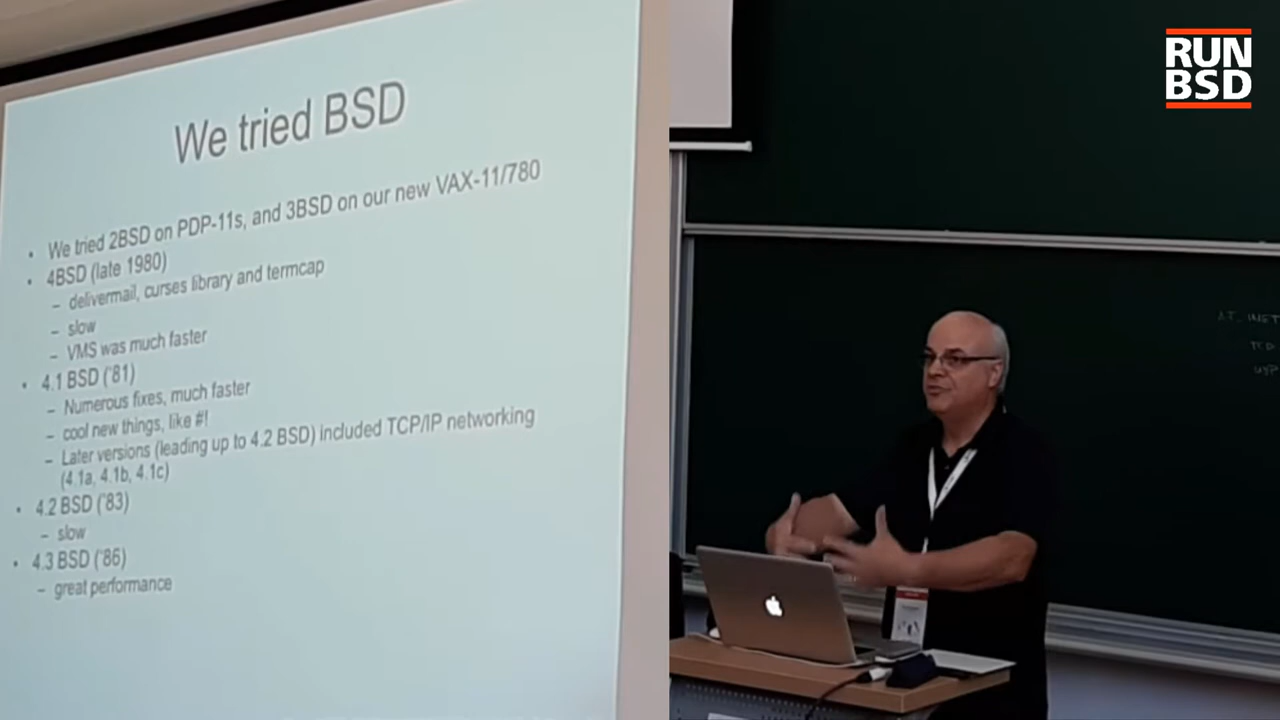 We tried BSD
• We tried 2BSD on PDP-11s, and 3BSD on our new VAX-11/780
• 4BSD (late 1980)
– delivermail, curses library and termcap
– slow
– VMS was much faster
• 4.1 BSD ('81)
– Numerous fixes, much faster
– cool new things, like #!
– Later versions (leading up to 4.2 BSD) included TCP/IP networking
(4.1a, 4.1b, 4.1c)
• 4.2 BSD ('83)
– slow
• 4.3 BSD ('86)
– great performance
RUN
BSD